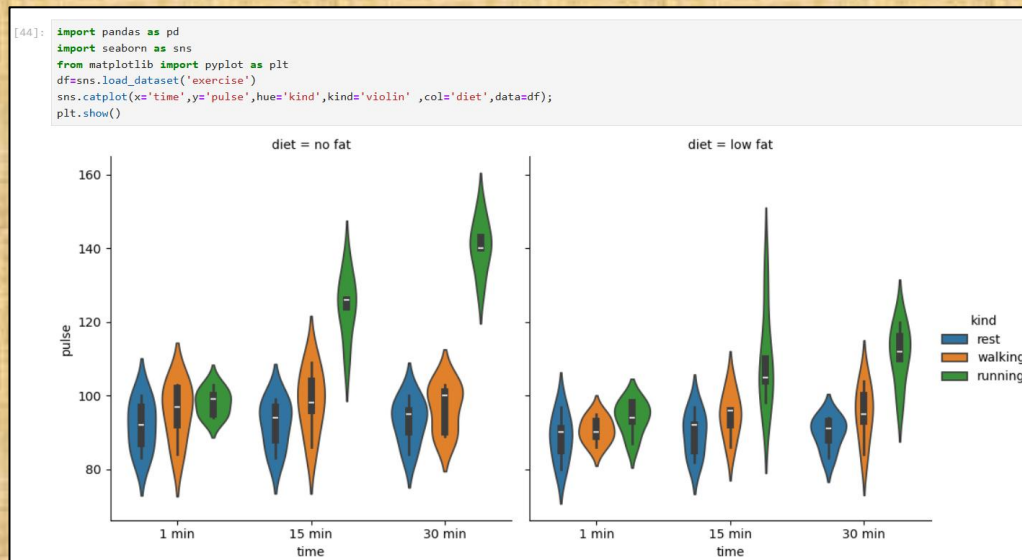 [44]: import pandas as pd
import seaborn as sns
from matplotlib import pyplot as plt
df=sns.load_dataset('exercise')
sns.catplot(x='time',y='pulse',hue='kind',kind='violin' ,col='diet',data=df);
plt.show()
diet = no fat
diet = low fat
160
140
120
100
80
pulse
kind
rest
walking
running
1 min 15 min 30 min
time
1 min 15 min 30 min
time